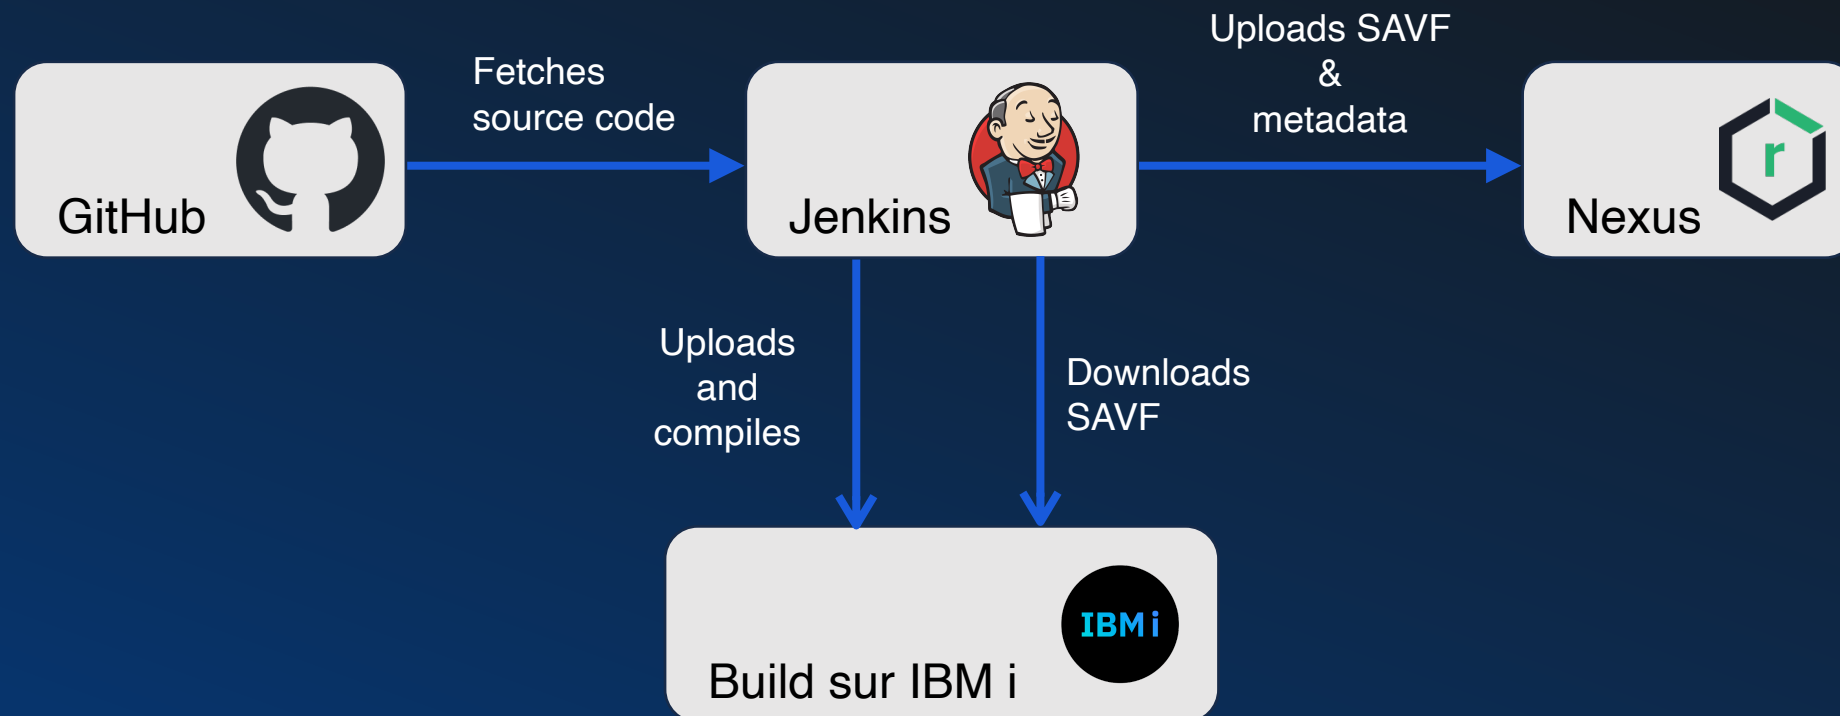 Uploads SAVF
&
metadata
Fetches
source code
GitHub
Jenkins
Nexus
r
Uploads
and
compiles
Downloads
SAVF
IBM i
Build sur IBM i